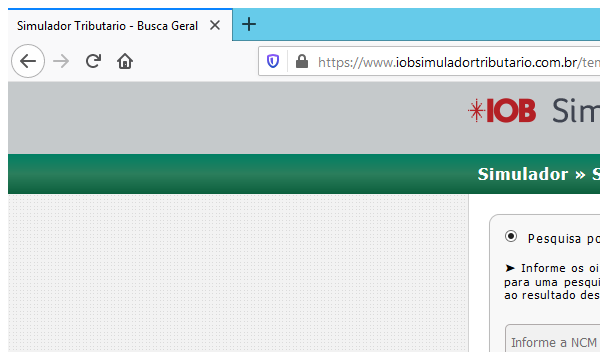 Simulador Tributario - Busca Geral
https://www.iobsimuladortributario.com.br/ten
IOB Sim
Simulador » S
Pesquisa po
➤ Informe os oi
para uma pesqui
ao resultado des
Informe a NCM